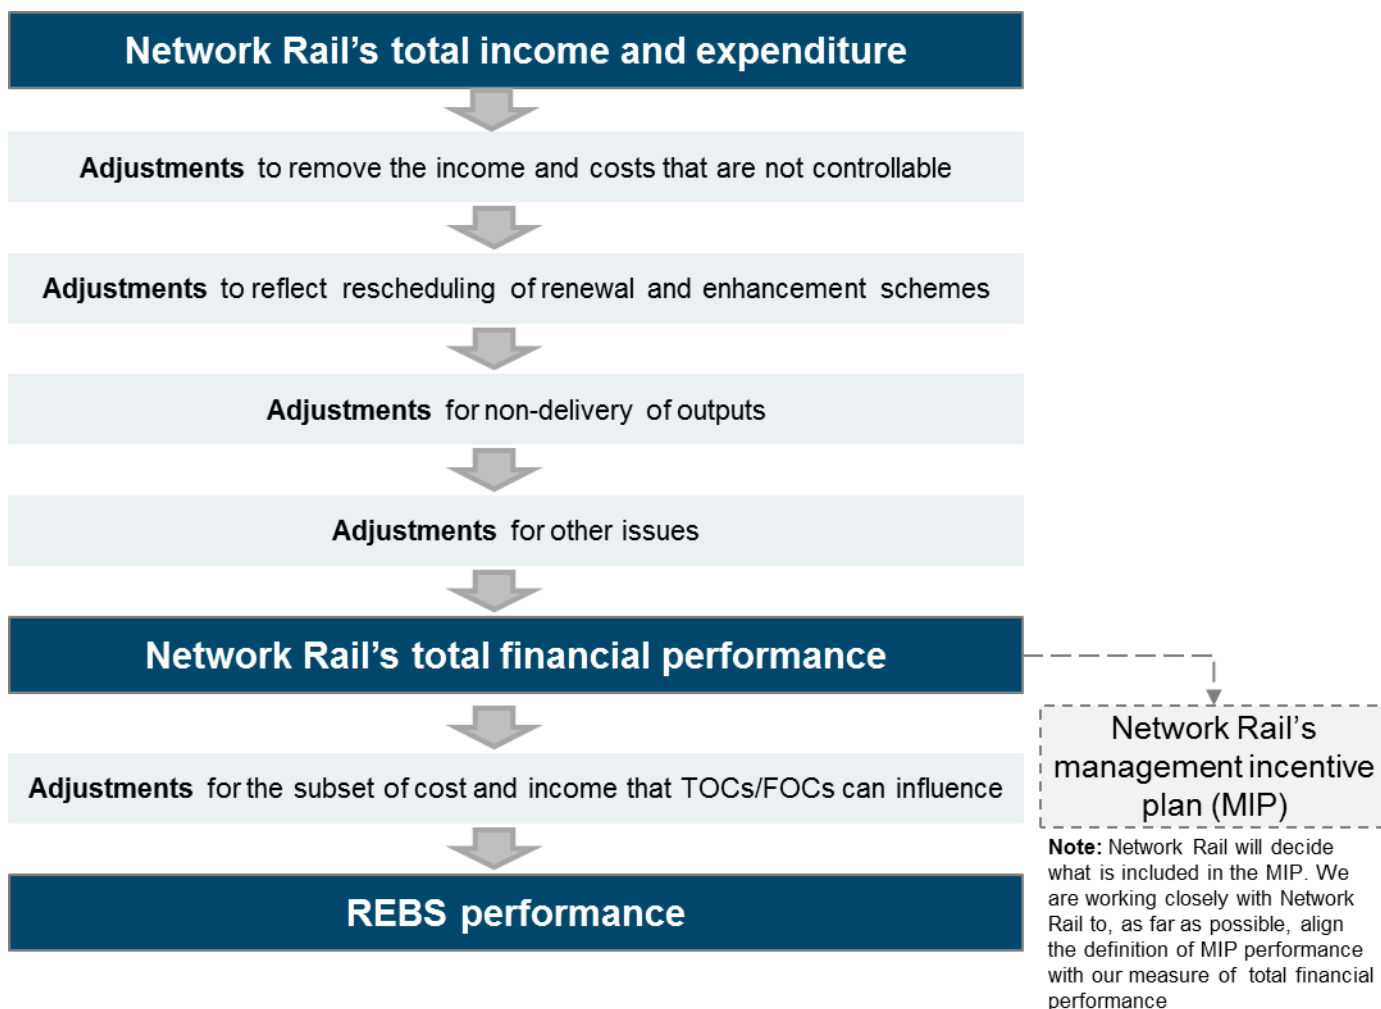 Network Rail’s total income and expenditure
Adjustments to remove the income and costs that are not controllable
Adjustments to reflect rescheduling of renewal and enhancement schemes
Adjustments for non-delivery of outputs
Adjustments for other issues
Network Rail’s total financial performance
Adjustments for the subset of cost and income that TOCs/FOCs can influence
REBS performance
Network Rail’s
management incentive
plan (MIP)
Note: Network Rail will decide
what is included in the MIP. We
are working closely with Network
Rail to, as far as possible, align
the definition of MIP performance
with our measure of total financial
performance